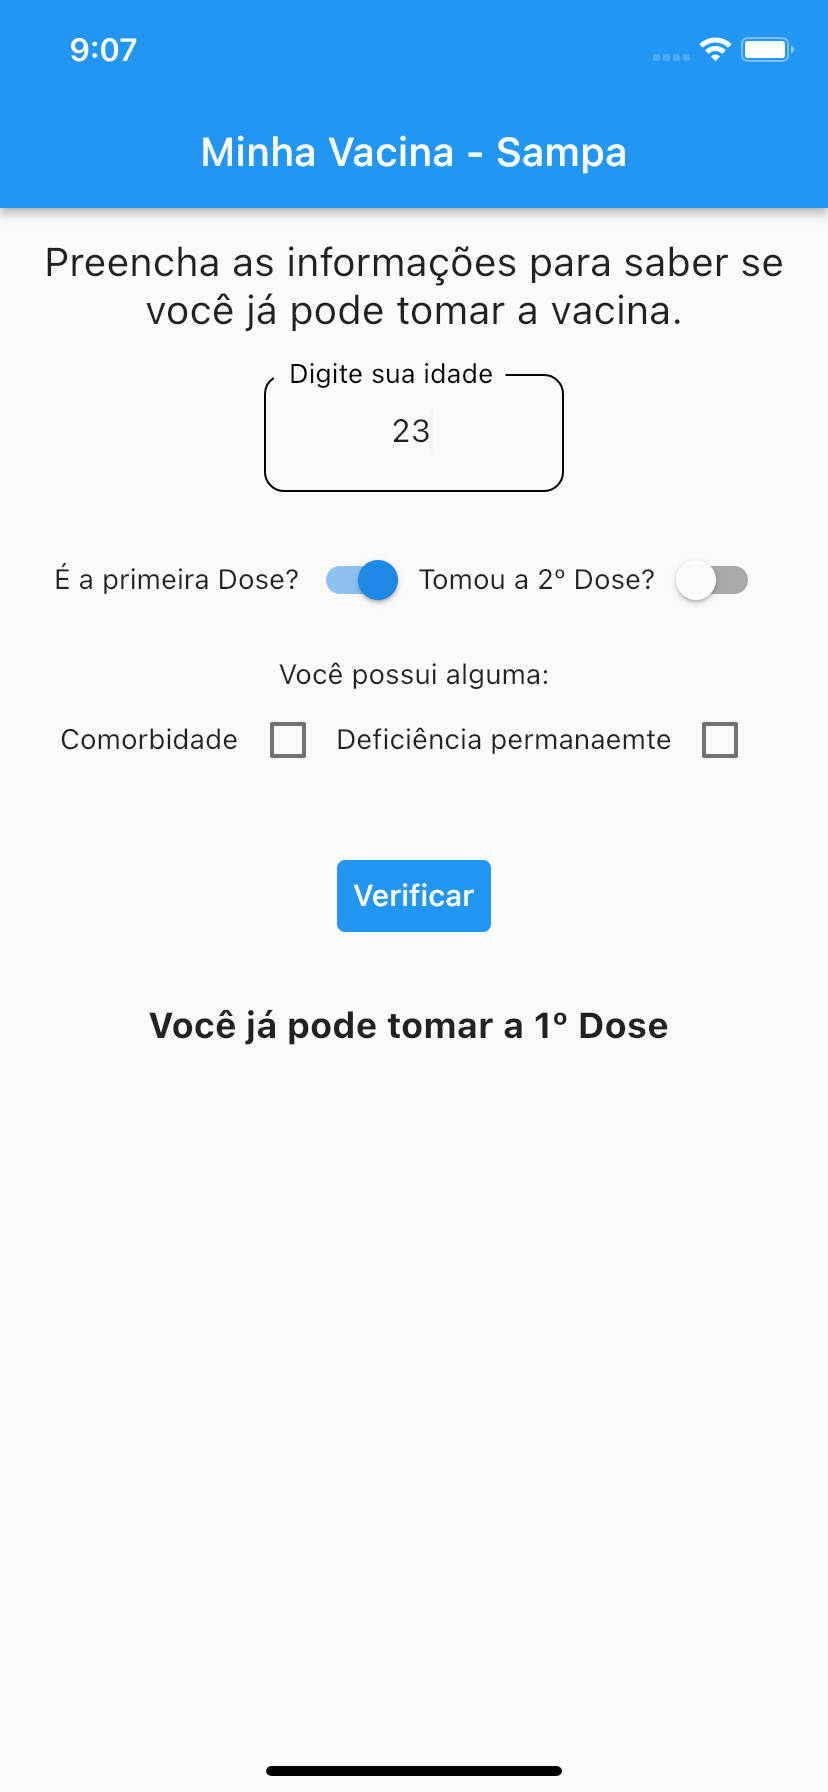 9:07
Minha Vacina - Sampa
Preencha as informações para saber se
você já pode tomar a vacina.
Digite sua idade
23
É a primeira Dose? Tomou a 2º Dose?
Você possui alguma:
Comorbidade Deficiência permanaemte
Verificar
Você já pode tomar a 1º Dose